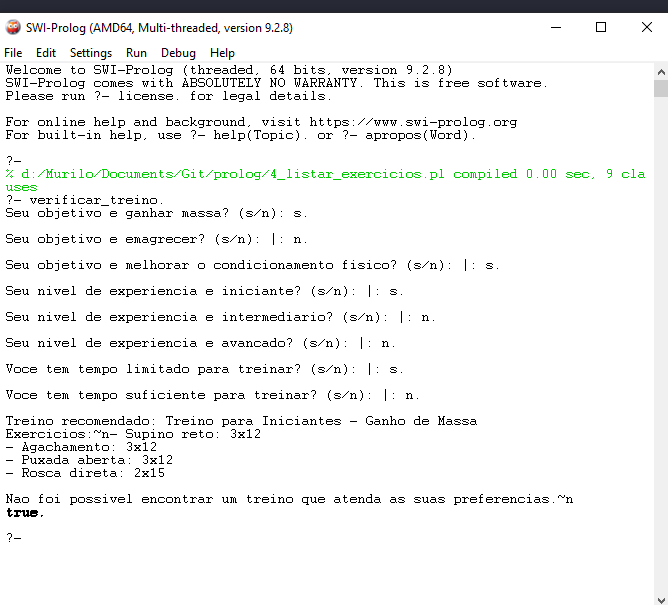 SWI-Prolog (AMD64, Multi-threaded, version 9.2.8)
File Edit Settings Run Debug Help
Welcome to SWI-Prolog (threaded, 64 bits, version 9.2.8)
SWI-Prolog comes with ABSOLUTELY NO WARRANTY. This is free software.
Please run ?- license. for legal details.
For online help and background, visit https://www.swi-prolog.org
For built-in help, use ?- help(Topic). or ?- apropos(Word).
?-
% d:/Murilo/Documents/Git/prolog/4_listar_exercicios.pl compiled 0.00 sec, 9 cla
uses
?- verificar_treino.
Seu objetivo e ganhar massa? (s/n): s.
Seu objetivo e emagrecer? (s/n): |: n.
Seu objetivo e melhorar o condicionamento fisico? (s/n): |: s.
Seu nivel de experiencia e iniciante? (s/n): |: s.
Seu nivel de experiencia e intermediario? (s/n): |: n.
Seu nivel de experiencia e avancado? (s/n): |: n.
Voce tem tempo limitado para treinar? (s/n): |: s.
Voce tem tempo suficiente para treinar? (s/n): |: n.
Treino recomendado: Treino para Iniciantes - Ganho de Massa
Exercicios:~n- Supino reto: 3x12
- Agachamento: 3x12
- Puxada aberta: 3x12
- Rosca direta: 2x15
Nao foi possivel encontrar um treino que atenda as suas preferencias.~n
true.
?-